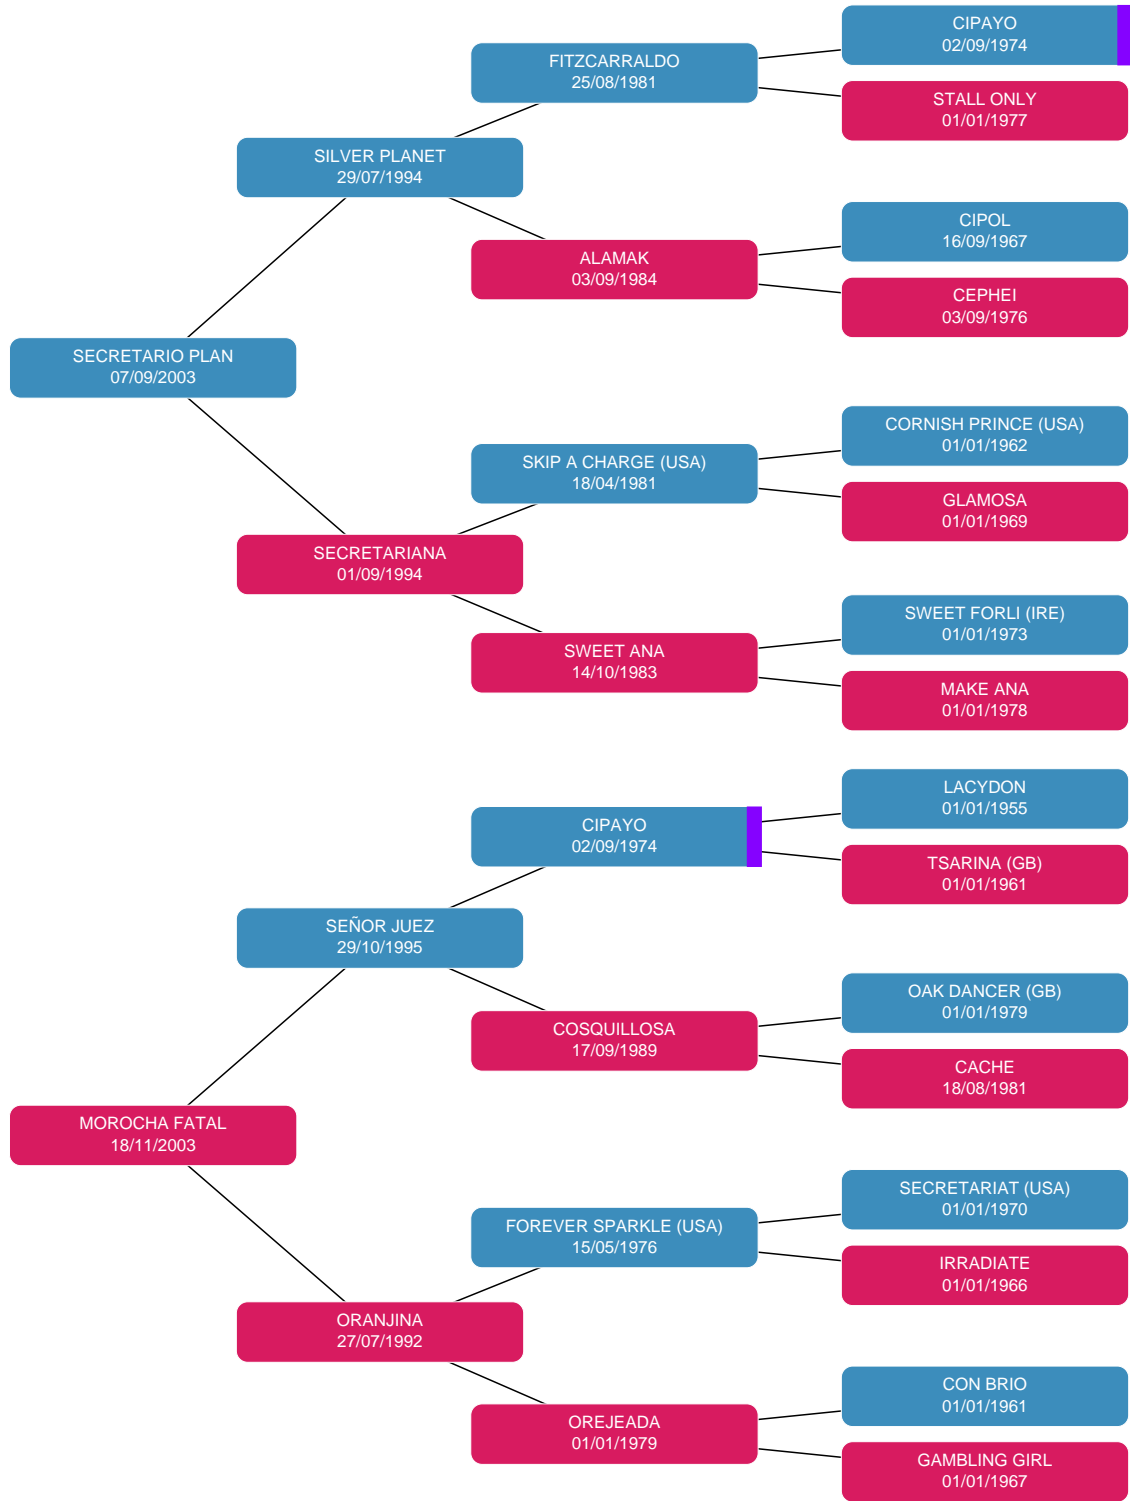 CIPAYO
02/09/1974
FITZCARRALDO
25/08/1981
STALL ONLY
01/01/1977
SILVER PLANET
29/07/1994
CIPOL
16/09/1967
ALAMAK
03/09/1984
CEPHEI
03/09/1976
SECRETARIO PLAN
07/09/2003
CORNISH PRINCE (USA)
01/01/1962
SKIP A CHARGE (USA)
18/04/1981
GLAMOSA
01/01/1969
SECRETARIANA
01/09/1994
SWEET FORLI (IRE)
01/01/1973
SWEET ANA
14/10/1983
MAKE ANA
01/01/1978
LACYDON
01/01/1955
CIPAYO
02/09/1974
TSARINA (GB)
01/01/1961
SEÑOR JUEZ
29/10/1995
OAK DANCER (GB)
01/01/1979
COSQUILLOSA
17/09/1989
CACHE
18/08/1981
MOROCHA FATAL
18/11/2003
SECRETARIAT (USA)
01/01/1970
FOREVER SPARKLE (USA)
15/05/1976
IRRADIATE
01/01/1966
ORANJINA
27/07/1992
CON BRIO
01/01/1961
OREJEADA
01/01/1979
GAMBLING GIRL
01/01/1967